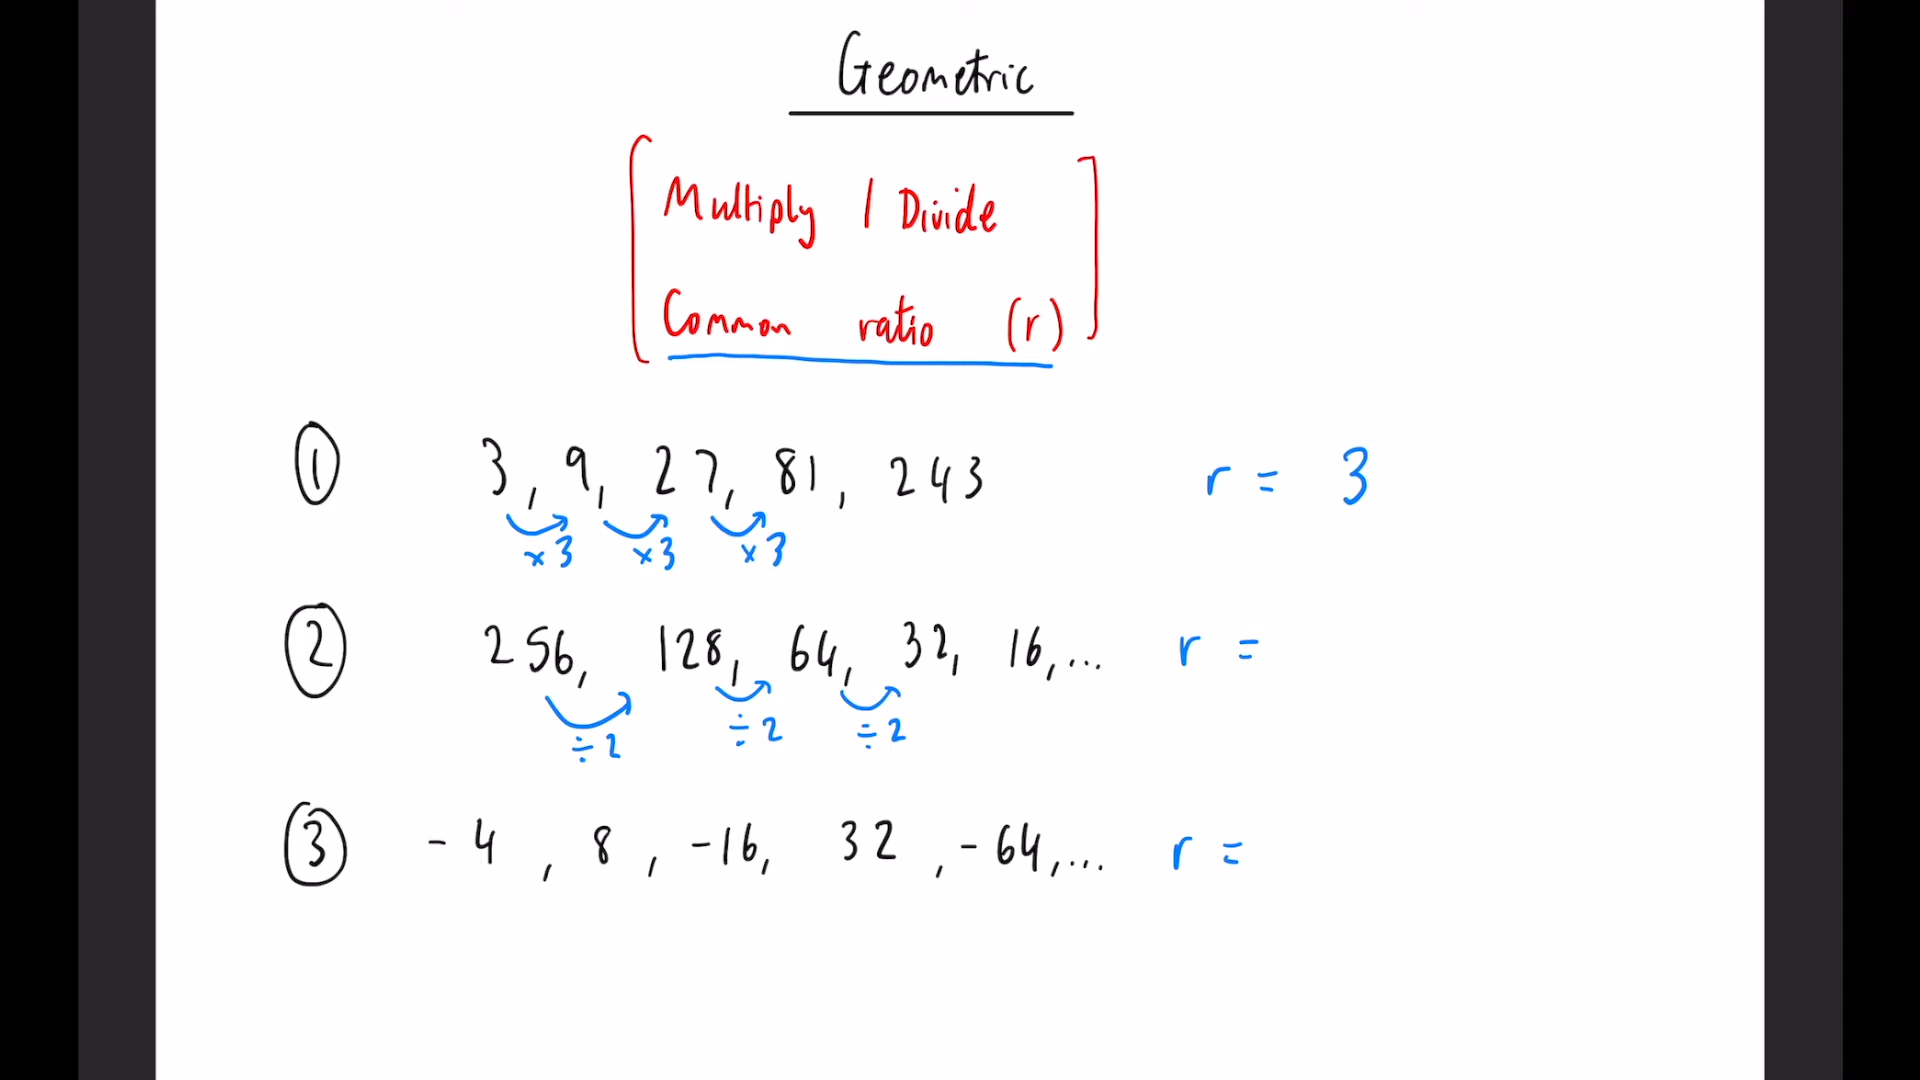 Geometric
Multiply / Divide
Common ratio (r)
① 3, 9, 27, 81, 243 r = 3
×3 ×3 ×3
② 256, 128, 64, 32, 16,... r =
÷2 ÷2 ÷2
③ -4, 8, -16, 32, -64,... r =